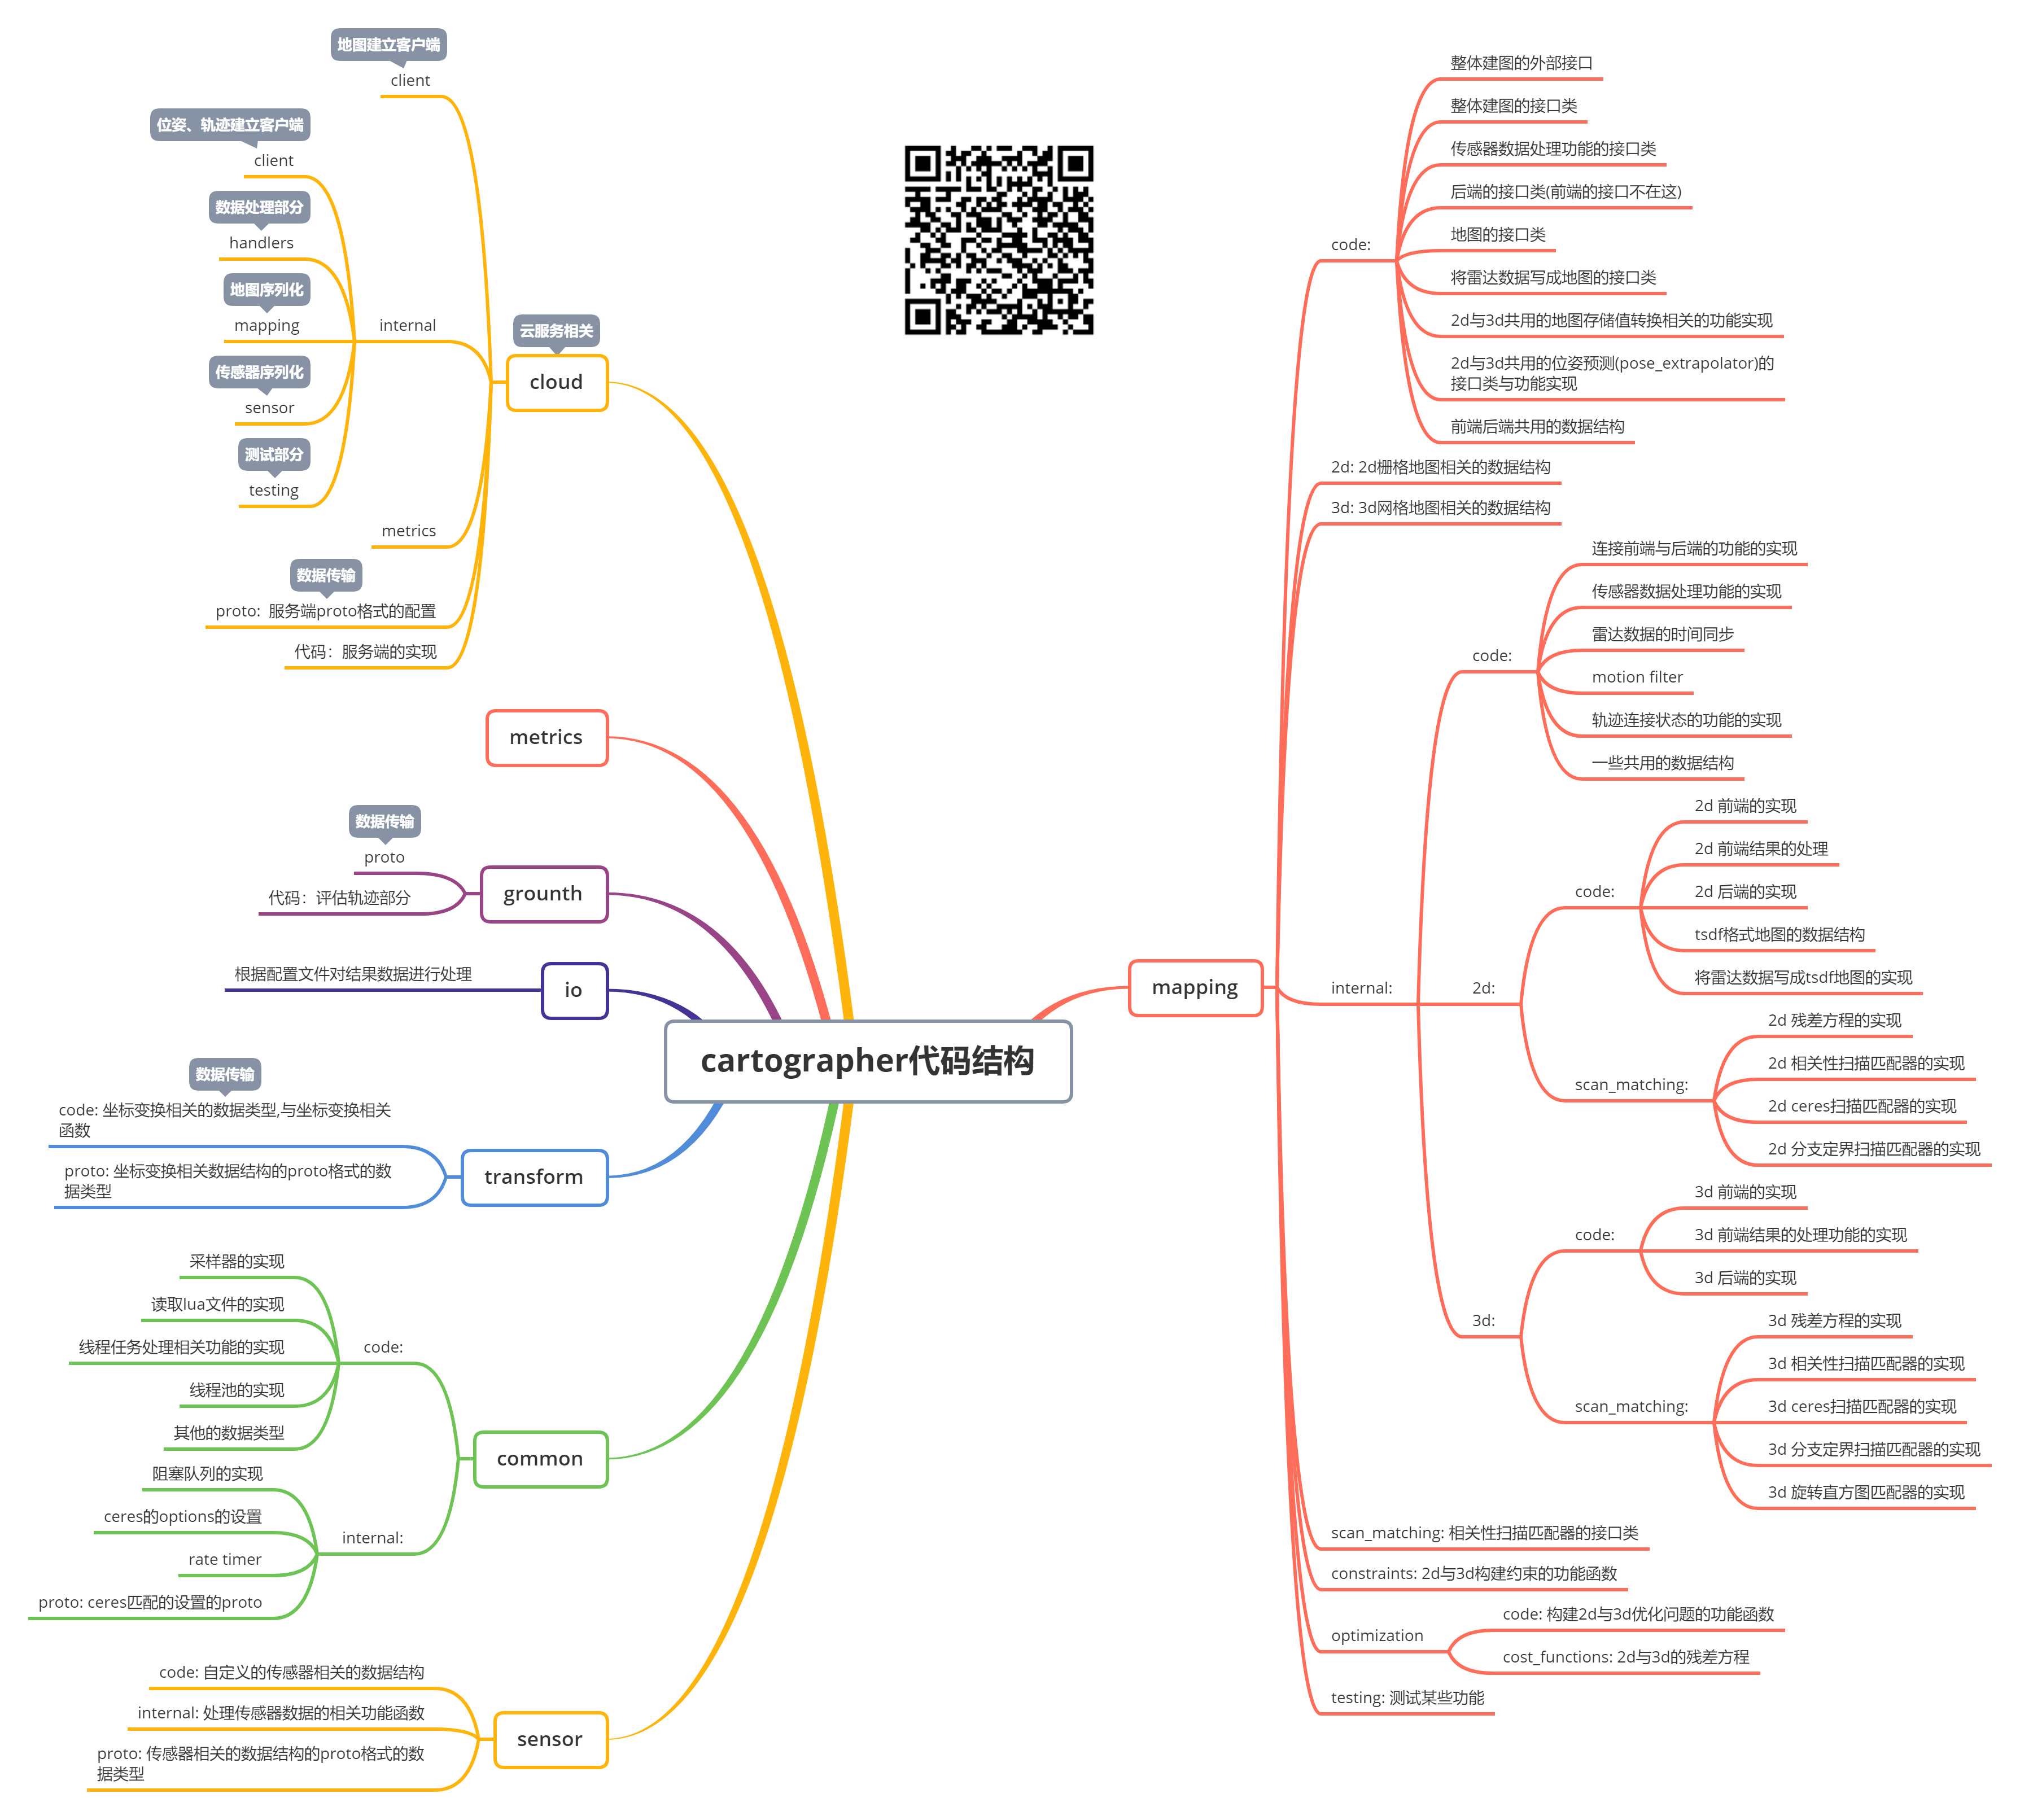 cartographer代码结构
地图建立客户端
client
位姿、轨迹建立客户端
client
数据处理部分
handlers
地图序列化
mapping
传感器序列化
sensor
测试部分
testing
internal
云服务相关
cloud
metrics
数据传输
proto: 服务端proto格式的配置
代码：服务端的实现
metrics
数据传输
proto
代码：评估轨迹部分
grounth
根据配置文件对结果数据进行处理
io
数据传输
code: 坐标变换相关的数据类型,与坐标变换相关
函数
proto: 坐标变换相关数据结构的proto格式的数
据类型
transform
采样器的实现
读取lua文件的实现
线程任务处理相关功能的实现
线程池的实现
其他的数据类型
code:
阻塞队列的实现
ceres的options的设置
rate timer
proto: ceres匹配的设置的proto
internal:
common
code: 自定义的传感器相关的数据结构
internal: 处理传感器数据的相关功能函数
proto: 传感器相关的数据结构的proto格式的数
据类型
sensor
mapping
code:
整体建图的外部接口
整体建图的接口类
传感器数据处理功能的接口类
后端的接口类(前端的接口不在这)
地图的接口类
将雷达数据写成地图的接口类
2d与3d共用的地图存储值转换相关的功能实现
2d与3d共用的位姿预测(pose_extrapolator)的
接口类与功能实现
前端后端共用的数据结构
2d: 2d栅格地图相关的数据结构
3d: 3d网格地图相关的数据结构
internal:
code:
连接前端与后端的功能的实现
传感器数据处理功能的实现
雷达数据的时间同步
motion filter
轨迹连接状态的功能的实现
一些共用的数据结构
2d:
code:
2d 前端的实现
2d 前端结果的处理
2d 后端的实现
tsdf格式地图的数据结构
将雷达数据写成tsdf地图的实现
scan_matching:
2d 残差方程的实现
2d 相关性扫描匹配器的实现
2d ceres扫描匹配器的实现
2d 分支定界扫描匹配器的实现
3d:
code:
3d 前端的实现
3d 前端结果的处理功能的实现
3d 后端的实现
scan_matching:
3d 残差方程的实现
3d 相关性扫描匹配器的实现
3d ceres扫描匹配器的实现
3d 分支定界扫描匹配器的实现
3d 旋转直方图匹配器的实现
scan_matching: 相关性扫描匹配器的接口类
constraints: 2d与3d构建约束的功能函数
optimization
code: 构建2d与3d优化问题的功能函数
cost_functions: 2d与3d的残差方程
testing: 测试某些功能